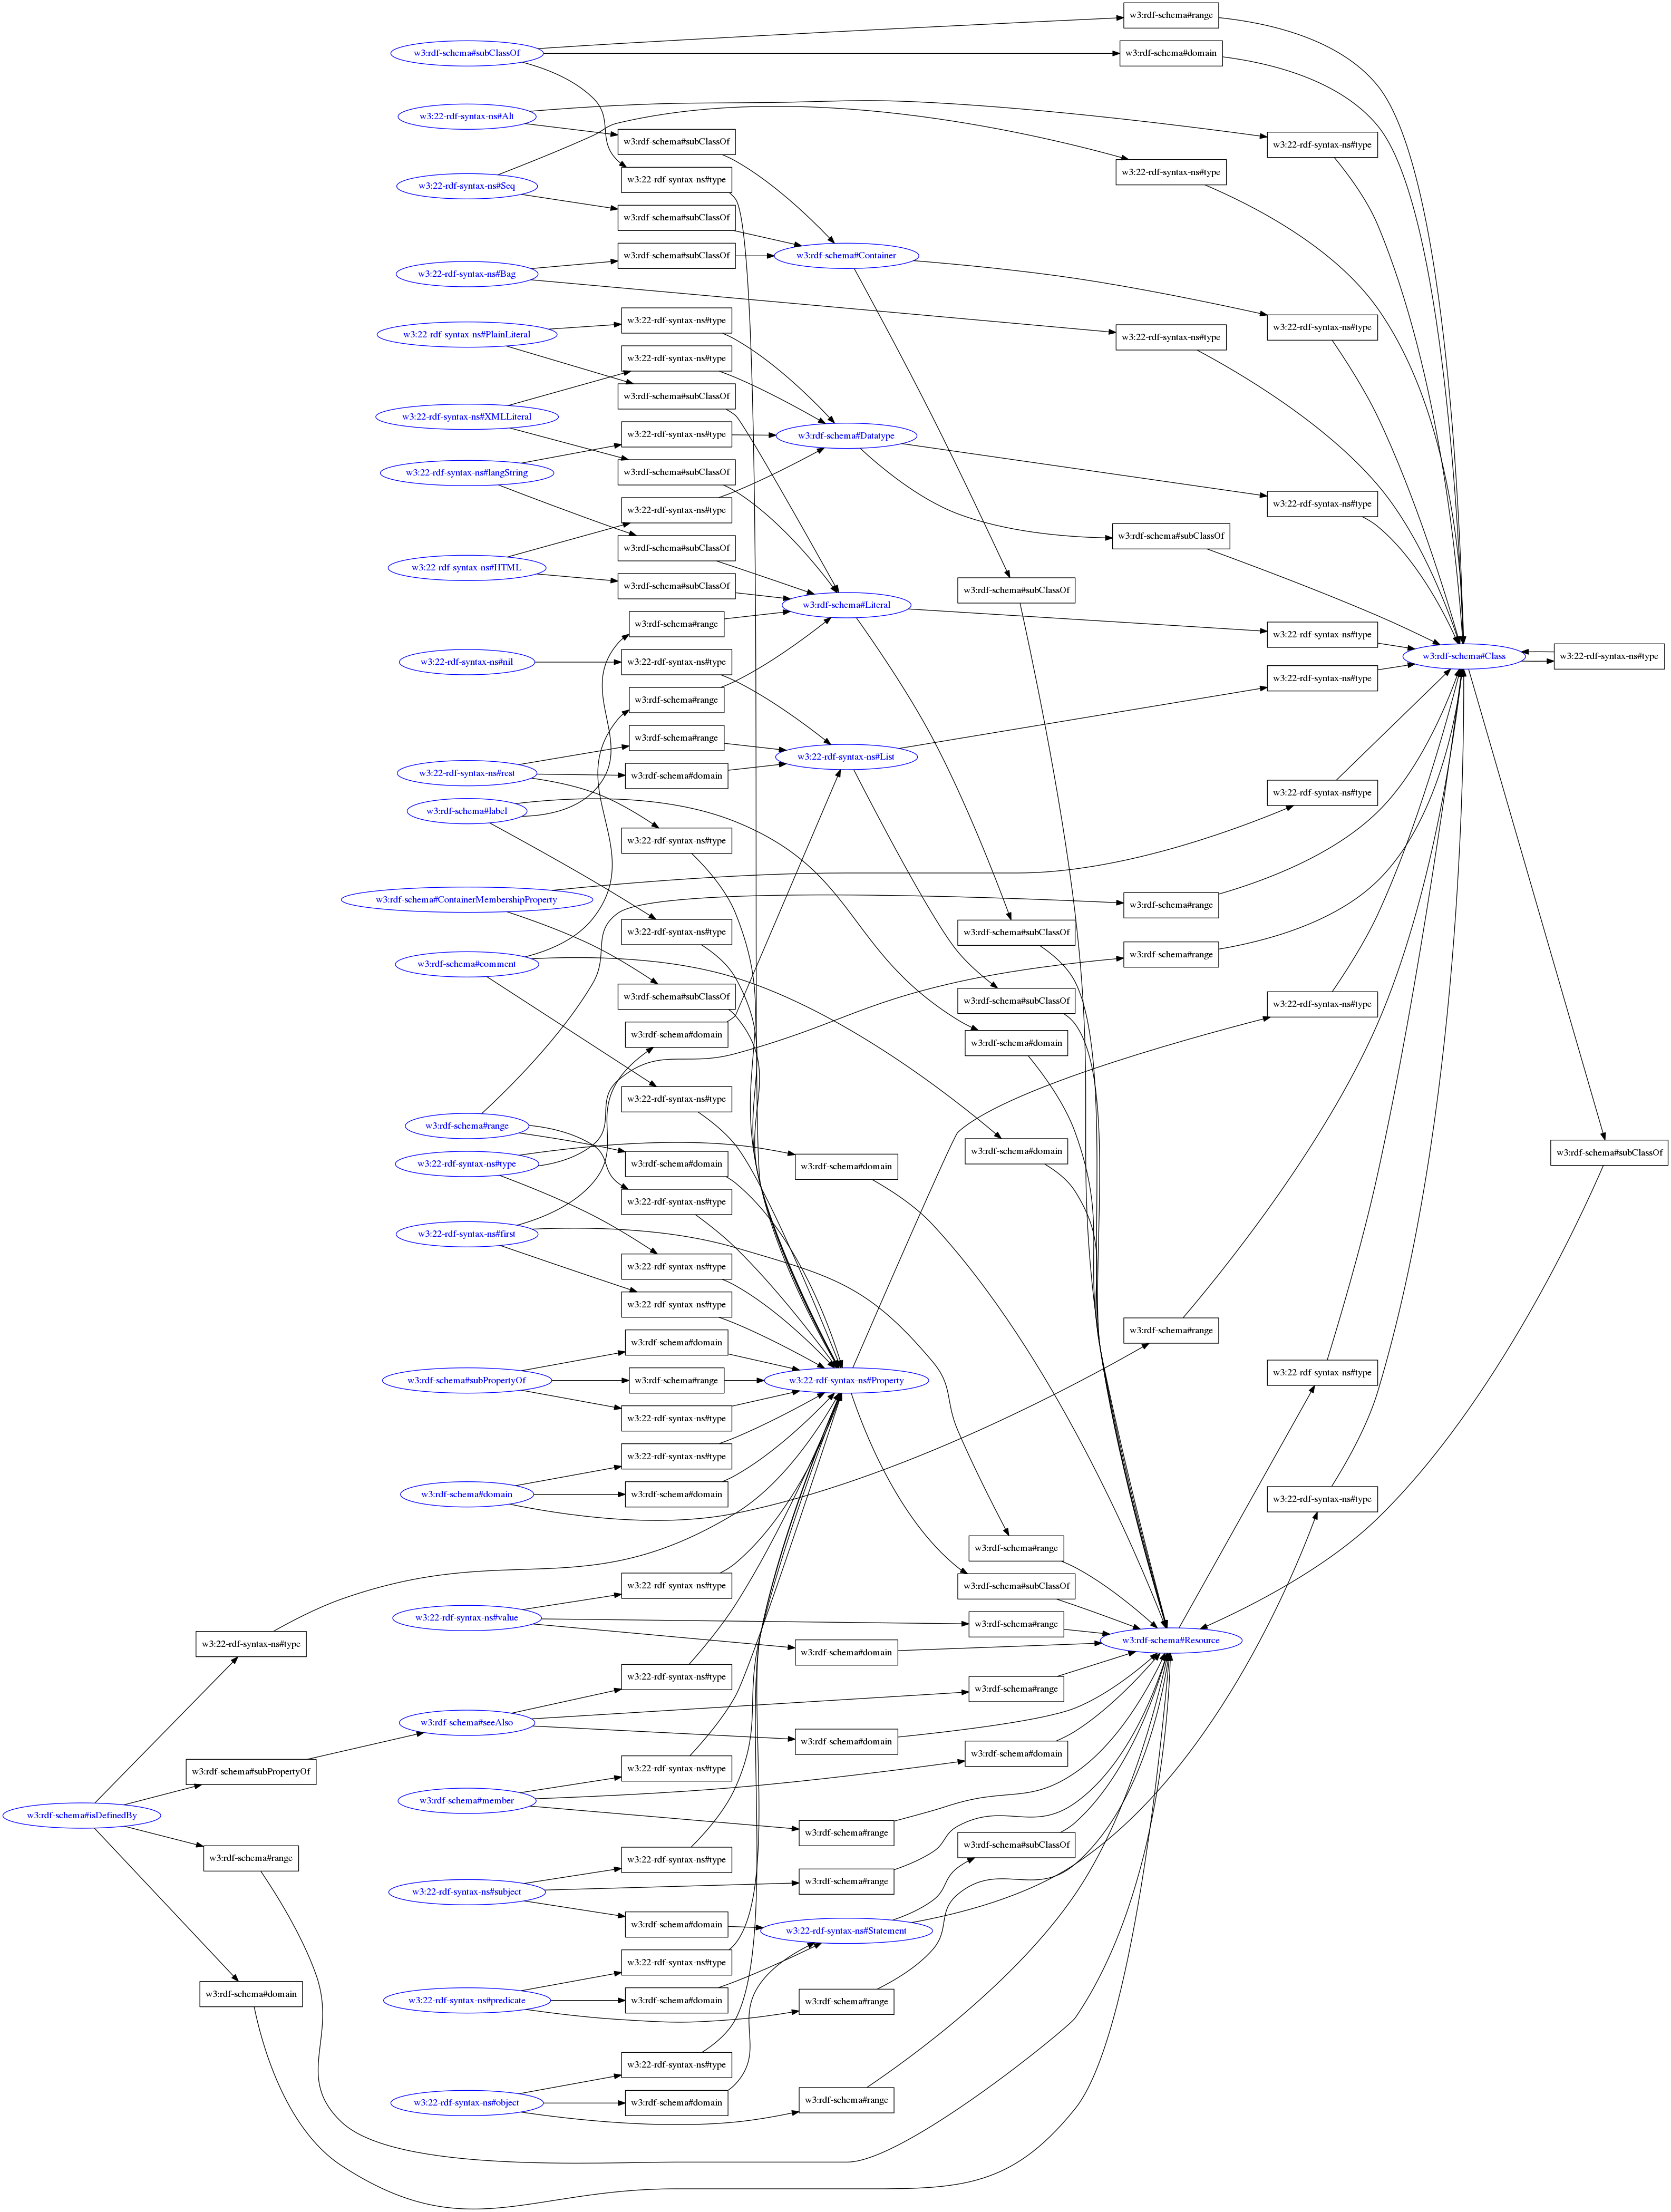 w3:rdf-schema#range
w3:rdf-schema#subClassOf
w3:rdf-schema#domain
w3:22-rdf-syntax-ns#Alt
w3:rdf-schema#subClassOf
w3:22-rdf-syntax-ns#type
w3:22-rdf-syntax-ns#type
w3:22-rdf-syntax-ns#type
w3:22-rdf-syntax-ns#Seq
w3:rdf-schema#subClassOf
w3:22-rdf-syntax-ns#Bag
w3:rdf-schema#subClassOf
w3:rdf-schema#Container
w3:22-rdf-syntax-ns#PlainLiteral
w3:22-rdf-syntax-ns#type
w3:22-rdf-syntax-ns#type
w3:22-rdf-syntax-ns#type
w3:22-rdf-syntax-ns#type
w3:rdf-schema#subClassOf
w3:22-rdf-syntax-ns#XMLLiteral
w3:22-rdf-syntax-ns#type
w3:rdf-schema#Datatype
w3:22-rdf-syntax-ns#langString
w3:rdf-schema#subClassOf
w3:22-rdf-syntax-ns#type
w3:22-rdf-syntax-ns#type
w3:rdf-schema#subClassOf
w3:rdf-schema#subClassOf
w3:22-rdf-syntax-ns#HTML
w3:rdf-schema#subClassOf
w3:rdf-schema#subClassOf
w3:rdf-schema#Literal
w3:rdf-schema#range
w3:22-rdf-syntax-ns#type
w3:22-rdf-syntax-ns#nil
w3:22-rdf-syntax-ns#type
w3:rdf-schema#Class
w3:22-rdf-syntax-ns#type
w3:22-rdf-syntax-ns#type
w3:rdf-schema#range
w3:rdf-schema#range
w3:22-rdf-syntax-ns#List
w3:22-rdf-syntax-ns#rest
w3:rdf-schema#domain
w3:22-rdf-syntax-ns#type
w3:rdf-schema#label
w3:22-rdf-syntax-ns#type
w3:rdf-schema#ContainerMembershipProperty
w3:rdf-schema#range
w3:22-rdf-syntax-ns#type
w3:rdf-schema#subClassOf
w3:rdf-schema#range
w3:rdf-schema#comment
w3:rdf-schema#subClassOf
w3:rdf-schema#subClassOf
w3:22-rdf-syntax-ns#type
w3:rdf-schema#domain
w3:rdf-schema#domain
w3:22-rdf-syntax-ns#type
w3:rdf-schema#range
w3:rdf-schema#domain
w3:rdf-schema#subClassOf
w3:22-rdf-syntax-ns#type
w3:rdf-schema#domain
w3:rdf-schema#domain
w3:22-rdf-syntax-ns#type
w3:22-rdf-syntax-ns#first
w3:22-rdf-syntax-ns#type
w3:22-rdf-syntax-ns#type
w3:rdf-schema#range
w3:rdf-schema#domain
w3:22-rdf-syntax-ns#type
w3:rdf-schema#subPropertyOf
w3:rdf-schema#range
w3:22-rdf-syntax-ns#Property
w3:22-rdf-syntax-ns#type
w3:22-rdf-syntax-ns#type
w3:rdf-schema#domain
w3:rdf-schema#domain
w3:22-rdf-syntax-ns#type
w3:rdf-schema#range
w3:22-rdf-syntax-ns#type
w3:rdf-schema#subClassOf
w3:22-rdf-syntax-ns#value
w3:rdf-schema#range
w3:22-rdf-syntax-ns#type
w3:rdf-schema#Resource
w3:rdf-schema#domain
w3:22-rdf-syntax-ns#type
w3:rdf-schema#range
w3:rdf-schema#seeAlso
w3:rdf-schema#domain
w3:rdf-schema#domain
w3:rdf-schema#subPropertyOf
w3:22-rdf-syntax-ns#type
w3:rdf-schema#member
w3:rdf-schema#isDefinedBy
w3:rdf-schema#range
w3:rdf-schema#subClassOf
w3:rdf-schema#range
w3:22-rdf-syntax-ns#type
w3:rdf-schema#range
w3:22-rdf-syntax-ns#subject
w3:rdf-schema#domain
w3:22-rdf-syntax-ns#Statement
w3:22-rdf-syntax-ns#type
w3:rdf-schema#domain
w3:22-rdf-syntax-ns#predicate
w3:rdf-schema#domain
w3:rdf-schema#range
w3:22-rdf-syntax-ns#type
w3:22-rdf-syntax-ns#object
w3:rdf-schema#domain
w3:rdf-schema#range